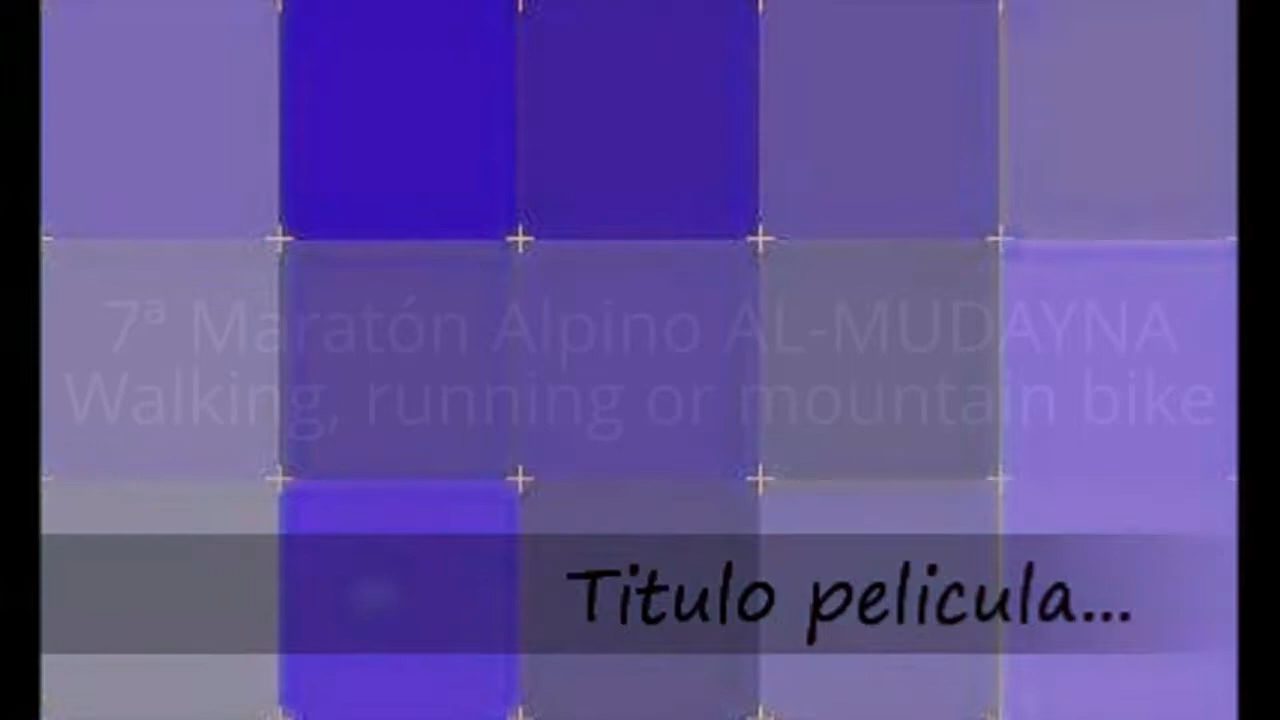 7ª Maratón Alpino AL-MUDAYNA
Walking, running or mountain bike
Titulo pelicula...